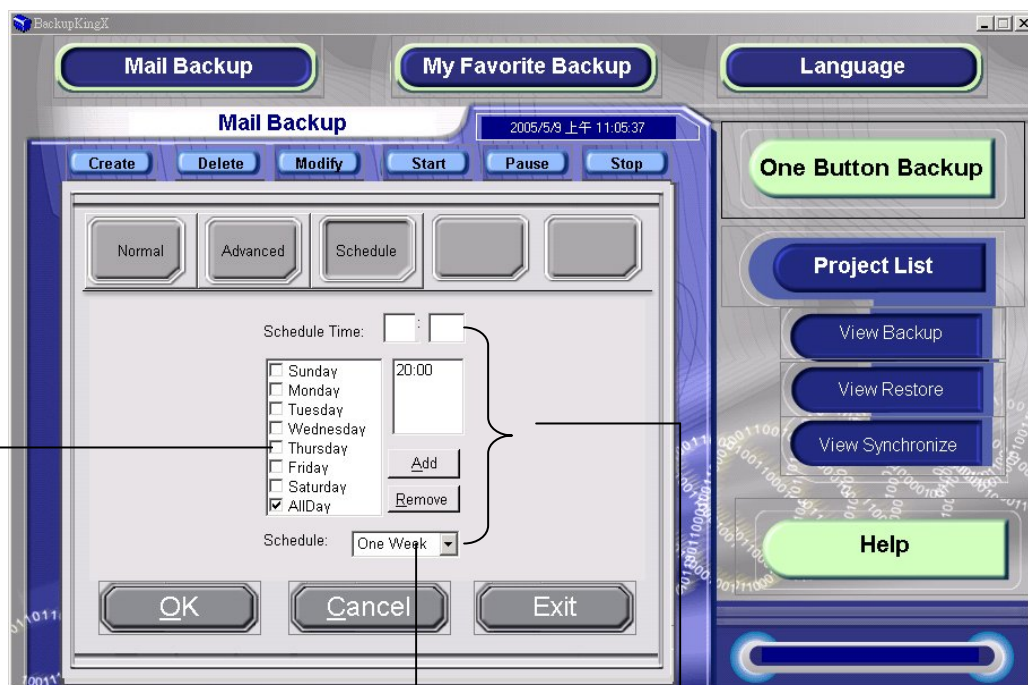 BackupKingX
Mail Backup
My Favorite Backup
Language
Mail Backup
2005/5/9 上午 11:05:37
Create
Delete
Modify
Start
Pause
Stop
One Button Backup
Normal
Advanced
Schedule
Project List
View Backup
View Restore
View Synchronize
Schedule Time:
:
Sunday
Monday
Tuesday
Wednesday
Thursday
Friday
Saturday
AllDay
20:00
Add
Remove
Schedule:
One Week
OK
Cancel
Exit
Help